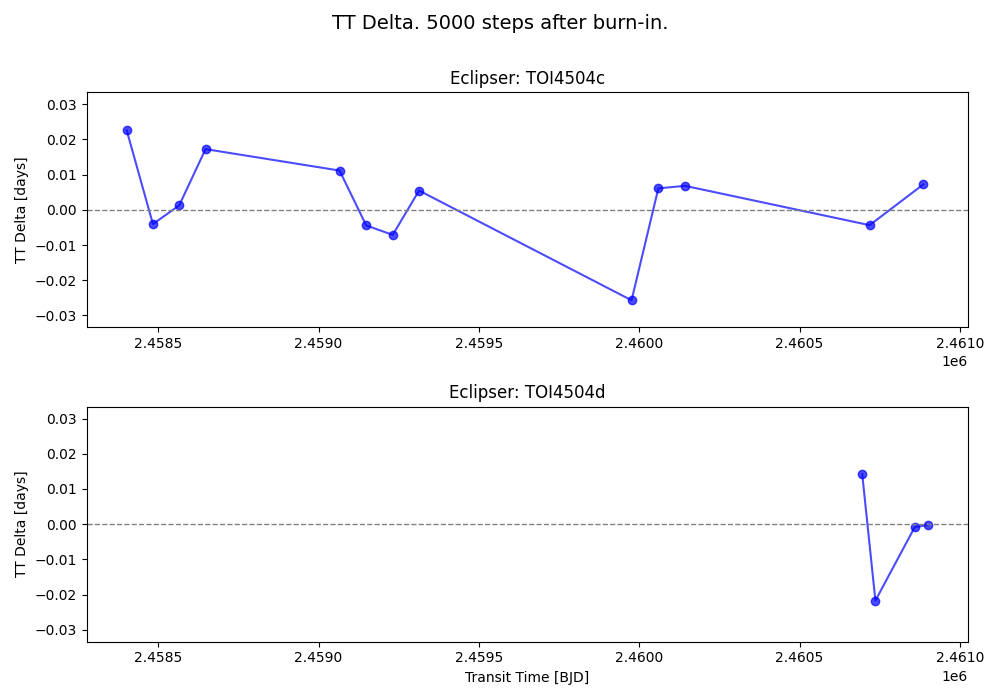 TT Delta. 5000 steps after burn-in.
Eclipser: TOI4504c
TT Delta [days]
0.03
0.02
0.01
0.00
−0.01
−0.02
−0.03
2.4585 2.4590 2.4595 2.4600 2.4605 2.4610
1e6
Eclipser: TOI4504d
TT Delta [days]
0.03
0.02
0.01
0.00
−0.01
−0.02
−0.03
2.4585 2.4590 2.4595 2.4600 2.4605 2.4610
1e6
Transit Time [BJD]